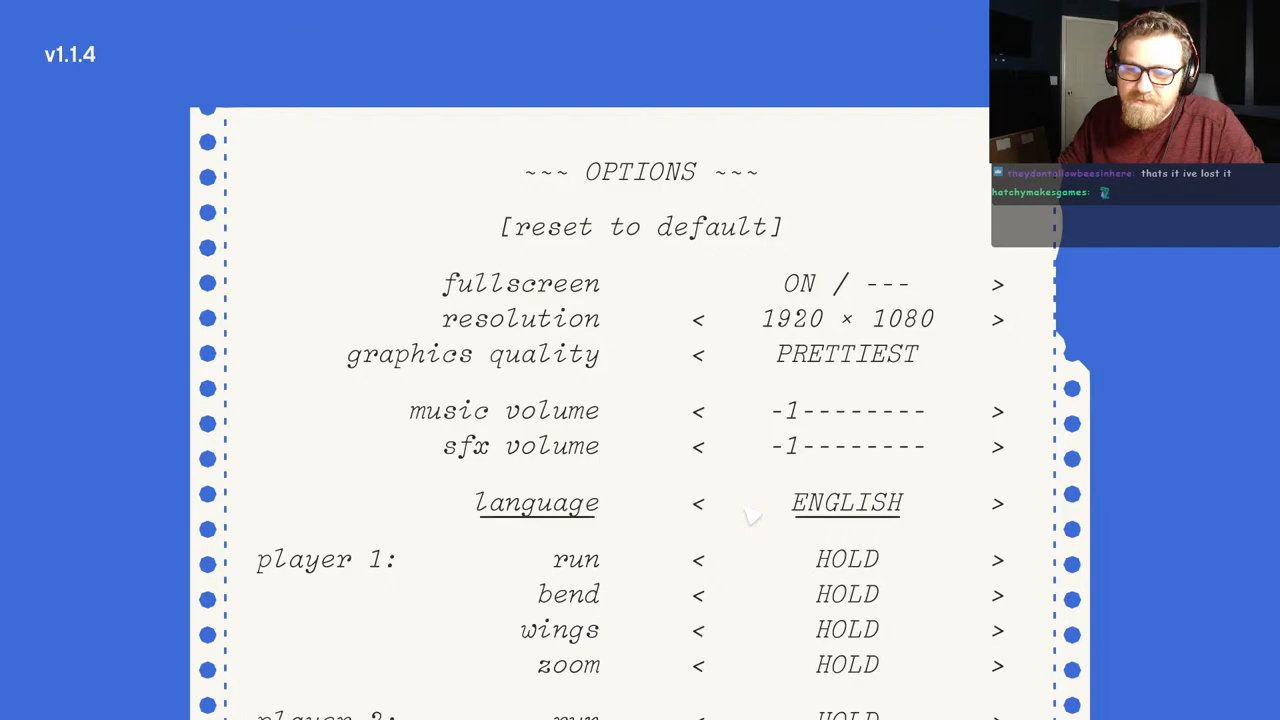 v1.1.4
~~~ OPTIONS ~~~
[reset to default]
fullscreen ON / --- >
resolution < 1920 × 1080 >
graphics quality < PRETTIEST
music volume < -1-------- >
sfx volume < -1-------- >
language < ENGLISH >
player 1: run < HOLD >
bend < HOLD >
wings < HOLD >
zoom < HOLD >
theydontallowbeesinhere: thats it ive lost it
hatchymakesgames: